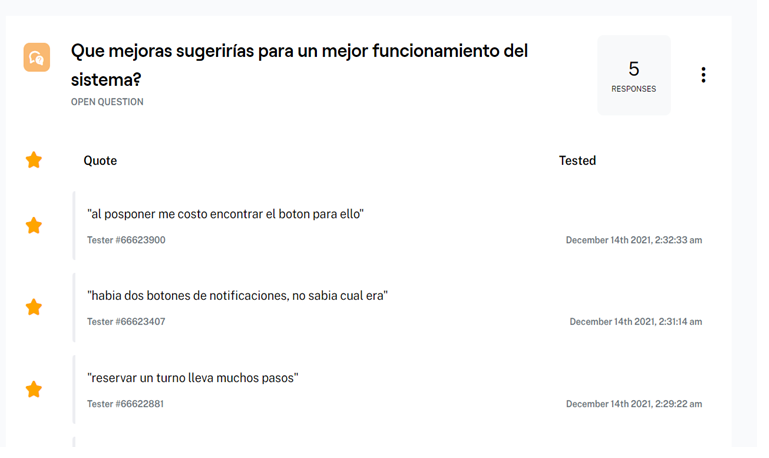 Que mejoras sugerirías para un mejor funcionamiento del
sistema?
OPEN QUESTION
5
RESPONSES
Quote
Tested
"al posponer me costo encontrar el boton para ello"
Tester #66623900
December 14th 2021, 2:32:33 am
"habia dos botones de notificaciones, no sabia cual era"
Tester #66623407
December 14th 2021, 2:31:14 am
"reservar un turno lleva muchos pasos"
Tester #66622881
December 14th 2021, 2:29:22 am